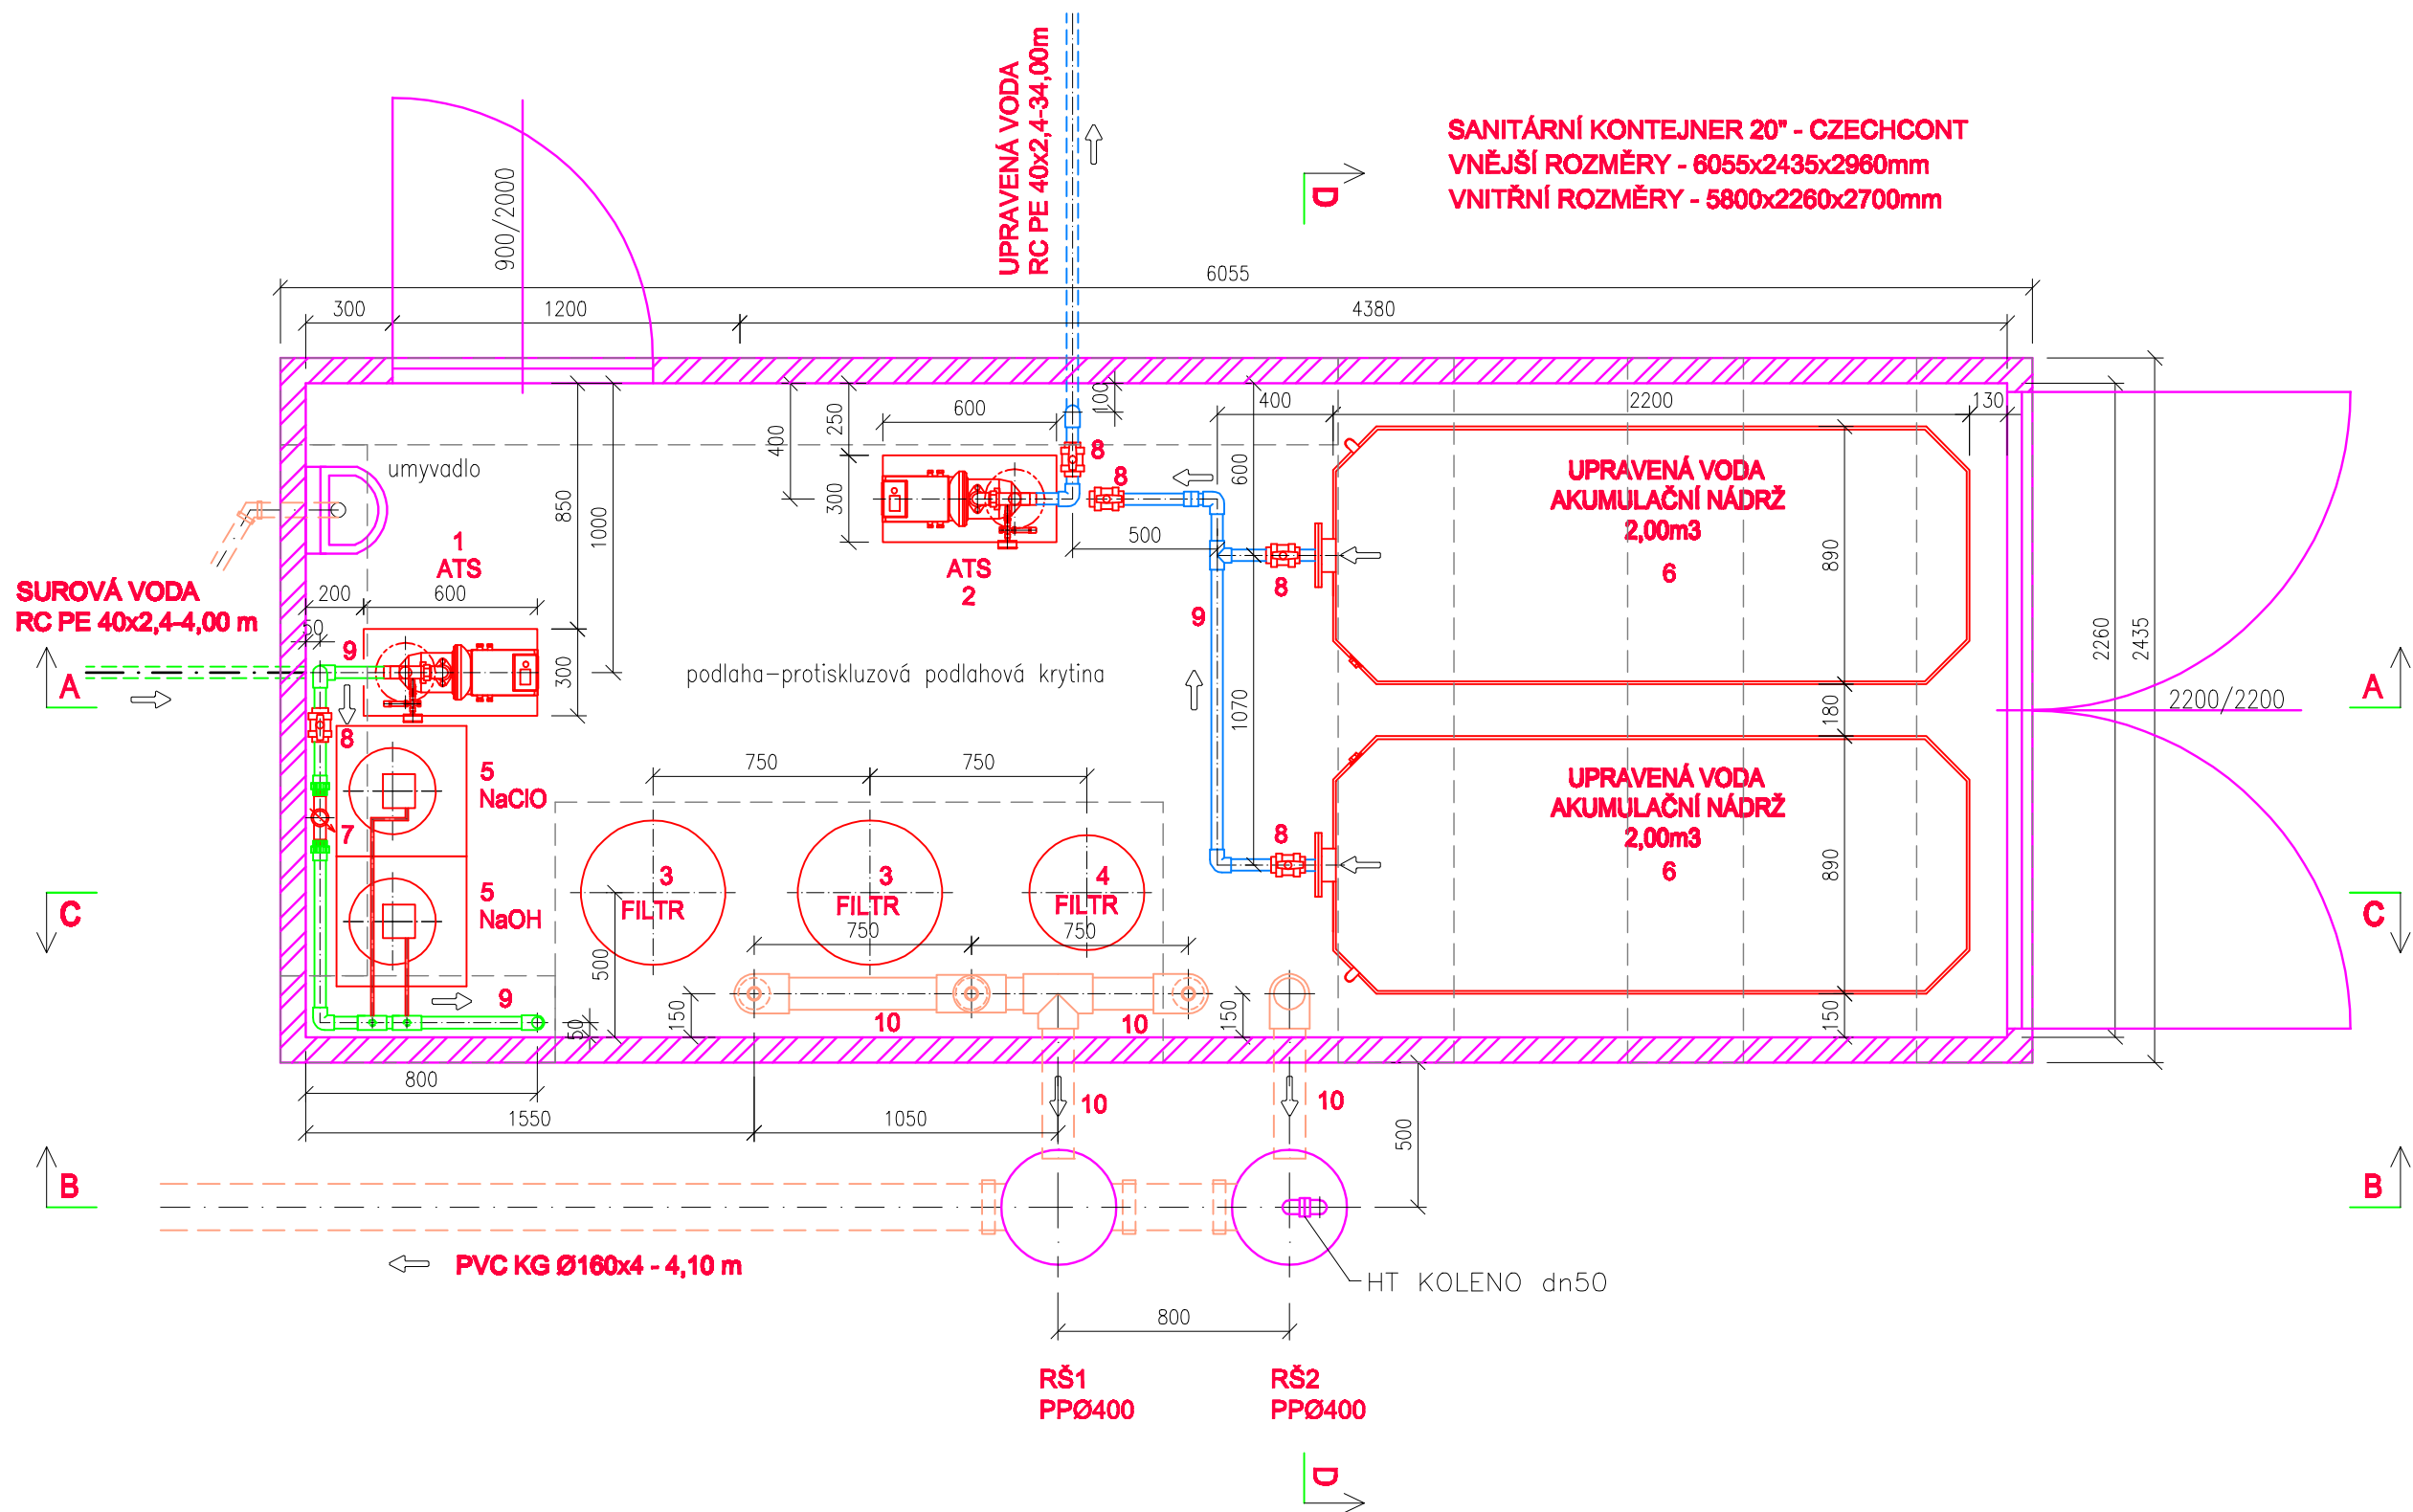 UPRAVENÁ VODA
RC PE 40x2,4-34,00m
SANITÁRNÍ KONTEJNER 20" - CZECHCONT
VNĚJŠÍ ROZMĚRY - 6055x2435x2960mm
VNITŘNÍ ROZMĚRY - 5800x2260x2700mm
D
900/2000
6055
300
1200
4380
600
400
250
300
100
400
2200
130
600
8
8
500
umyvadlo
850
1000
1
ATS
200
600
50
300
9
SUROVÁ VODA
RC PE 40x2,4-4,00 m
A
ATS
2
8
9
UPRAVENÁ VODA
AKUMULAČNÍ NÁDRŽ
2,00m3
6
890
2260
2435
A
podlaha-protiskluzová podlahová krytina
1070
180
2200/2200
8
5
NaClO
7
750
750
8
UPRAVENÁ VODA
AKUMULAČNÍ NÁDRŽ
2,00m3
6
890
C
5
NaOH
3
FILTR
3
FILTR
4
FILTR
C
750
750
500
9
50
150
10
10
150
150
800
1550
1050
10
10
500
B
B
PVC KG Ø160x4 - 4,10 m
HT KOLENO dn50
800
RŠ1
PPØ400
RŠ2
PPØ400
D